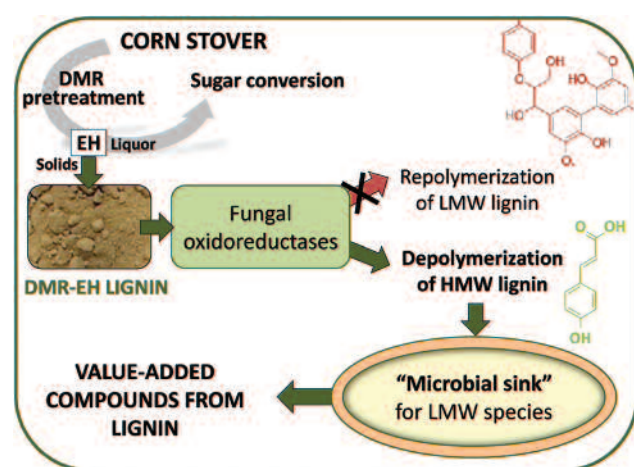 CORN STOVER
DMR
pretreatment
Sugar conversion
EH
Liquor
Solids
DMR-EH LIGNIN
Fungal
oxidoreductases
Repolymerization
of LMW lignin
Depolymerization
of HMW lignin
"Microbial sink"
for LMW species
VALUE-ADDED
COMPOUNDS FROM
LIGNIN
O
HO
O
OH
HO
OH
O.
O
OH
OH